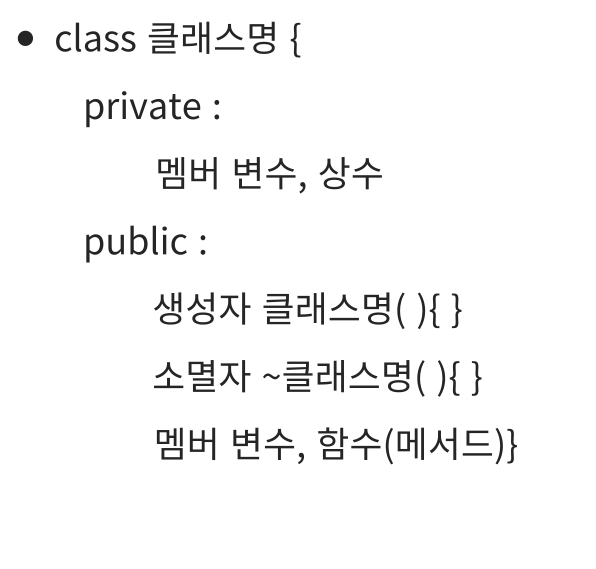 • class 클래스명 {
private :
멤버 변수, 상수
public :
생성자 클래스명( ){ }
소멸자 ~클래스명( ){ }
멤버 변수, 함수(메서드)}